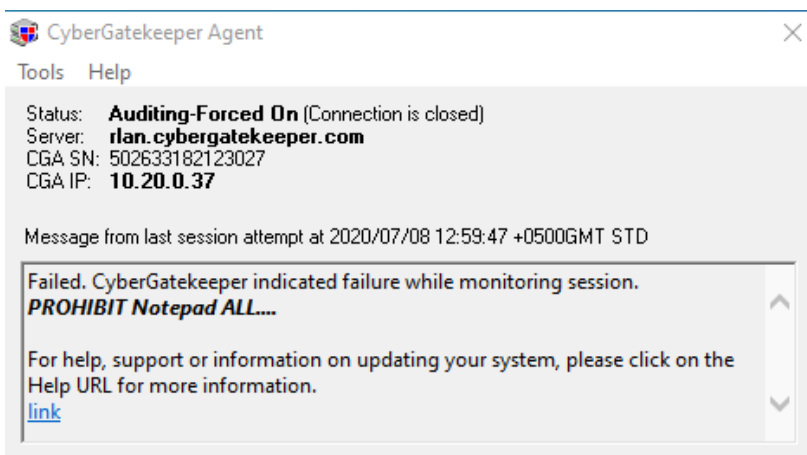 CyberGatekeeper Agent
Tools Help
Status: Auditing-Forced On (Connection is closed)
Server: rlan.cybergatekeeper.com
CGA SN: 502633182123027
CGA IP: 10.20.0.37
Message from last session attempt at 2020/07/08 12:59:47 +0500GMT STD
Failed. CyberGatekeeper indicated failure while monitoring session.
PROHIBIT Notepad ALL....
For help, support or information on updating your system, please click on the
Help URL for more information.
link